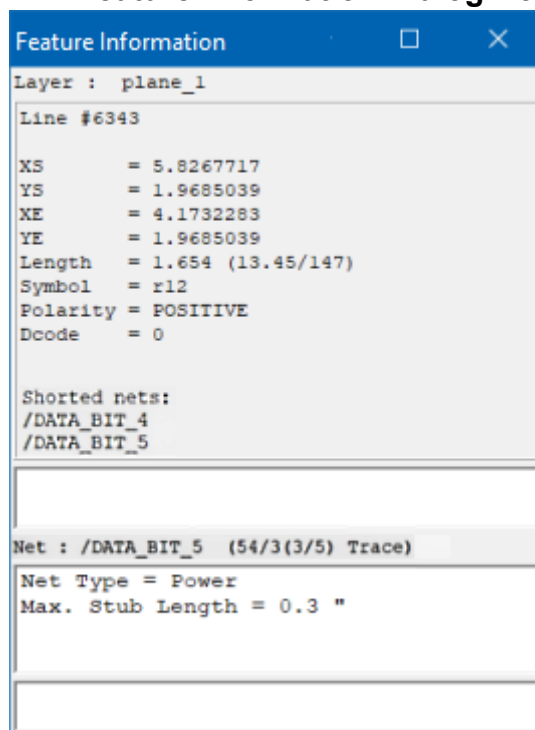 Feature Information
Layer : plane_1
Line #6343
XS = 5.8267717
YS = 1.9685039
XE = 4.1732283
YE = 1.9685039
Length = 1.654 (13.45/147)
Symbol = r12
Polarity = POSITIVE
Dcode = 0
Shorted nets:
/DATA_BIT_4
/DATA_BIT_5
Net : /DATA_BIT_5 (54/3(3/5) Trace)
Net Type = Power
Max. Stub Length = 0.3 "